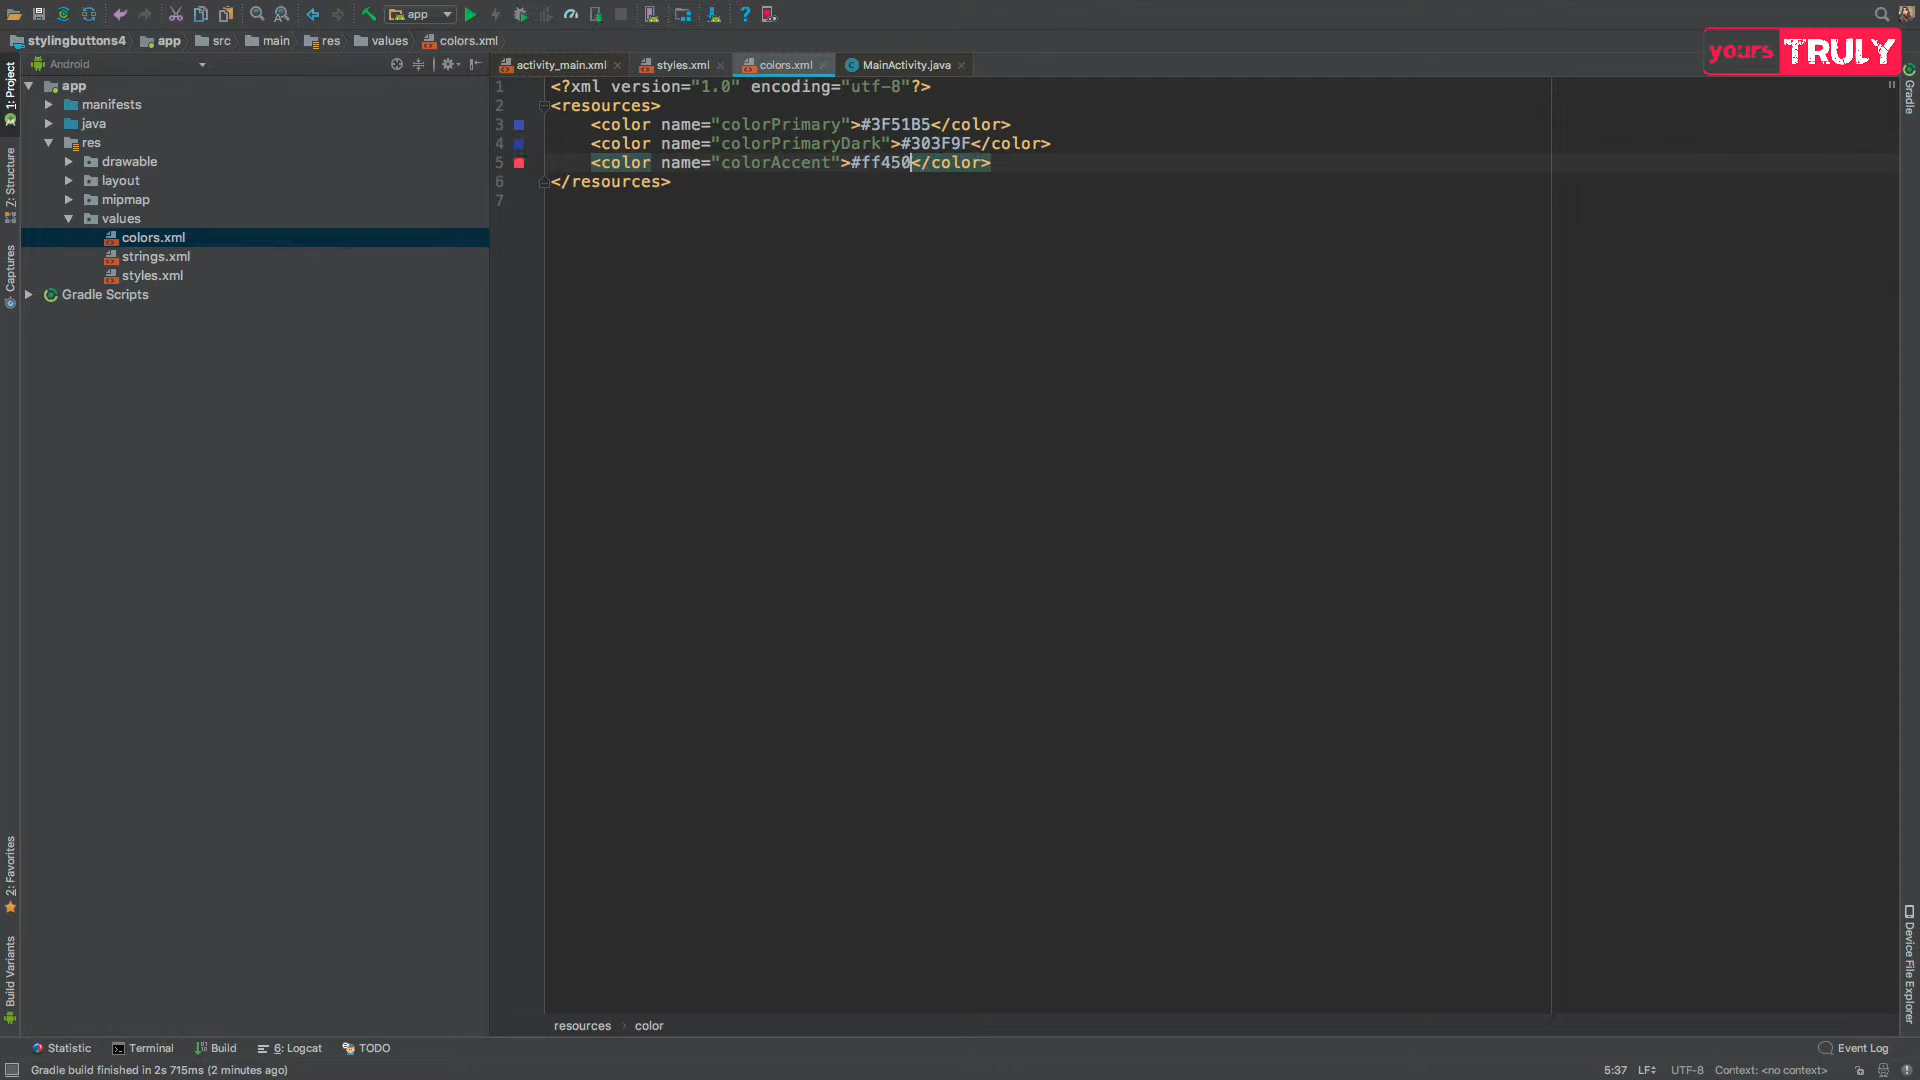 app
stylingbuttons4 app src main res values colors.xml
yours TRULY
Android
activity_main.xml styles.xml colors.xml MainActivity.java
1: Project
7: Structure
Captures
2: Favorites
Build Variants
app
manifests
java
res
drawable
layout
mipmap
values
colors.xml
strings.xml
styles.xml
Gradle Scripts
1 <?xml version="1.0" encoding="utf-8"?>
2 <resources>
3 <color name="colorPrimary">#3F51B5</color>
4 <color name="colorPrimaryDark">#303F9F</color>
5 <color name="colorAccent">#ff450</color>
6 </resources>
7
Gradle
Device File Explorer
resources › color
Statistic Terminal Build 6: Logcat TODO Event Log
Gradle build finished in 2s 715ms (2 minutes ago) 5:37 LF UTF-8 Context: <no context>